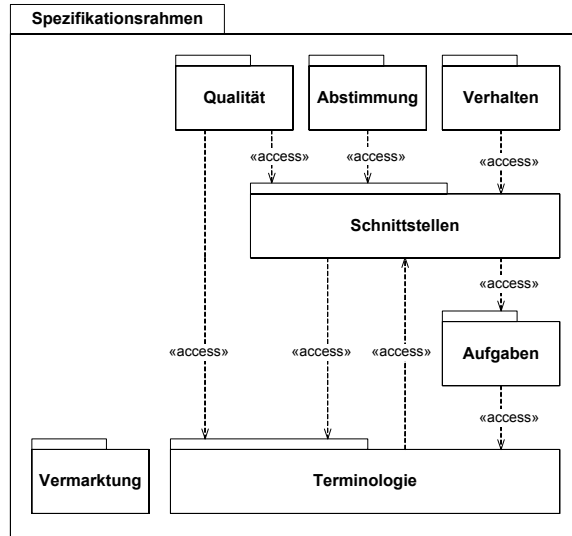 Spezifikationsrahmen
Qualität
Abstimmung
Verhalten
«access»
«access»
«access»
Schnittstellen
«access»
«access»
«access»
«access»
Aufgaben
«access»
Vermarktung
Terminologie